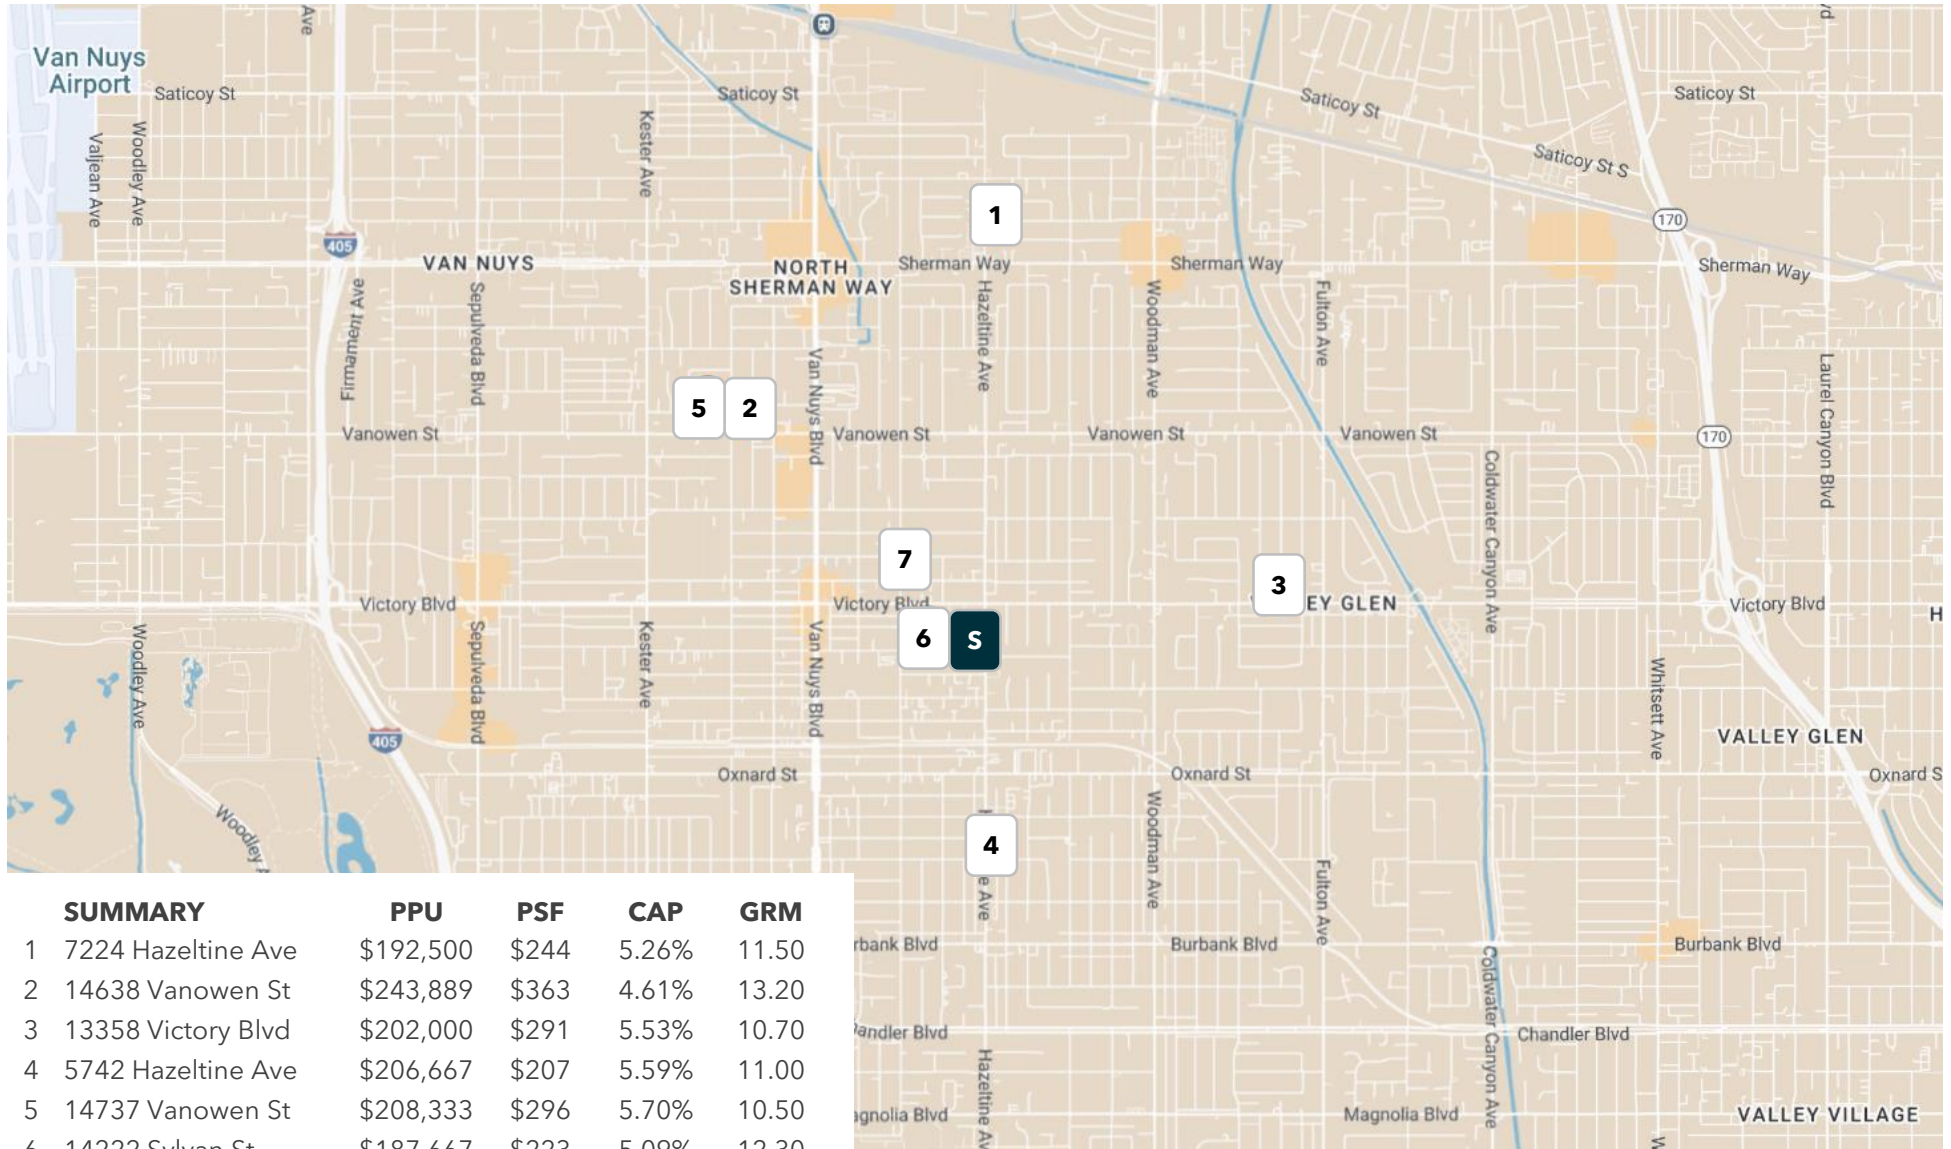 Ave
Van Nuys
Airport
Saticoy St
Saticoy St
Saticoy St
Saticoy St
Saticoy St S
Valjean Ave
Woodley Ave
Kester Ave
1
170
405
VAN NUYS
NORTH
SHERMAN WAY
Sherman Way
Sherman Way
Sherman Way
Firmament Ave
Sepulveda Blvd
Hazeltine Ave
Woodman Ave
Fulton Ave
Van Nuys Blvd
Laurel Canyon Blvd
5
2
Vanowen St
Vanowen St
Vanowen St
Vanowen St
170
Coldwater Canyon Ave
7
3
Victory Blvd
Victory Blvd
EY GLEN
Victory Blvd
H
6
S
Woodley Ave
Sepulveda Blvd
Kester Ave
Van Nuys Blvd
Whitsett Ave
405
VALLEY GLEN
Oxnard St
Oxnard St
Oxnard S
Woodley A
4
e Ave
Woodman Ave
Fulton Ave
SUMMARY PPU PSF CAP GRM
1 7224 Hazeltine Ave $192,500 $244 5.26% 11.50
2 14638 Vanowen St $243,889 $363 4.61% 13.20
3 13358 Victory Blvd $202,000 $291 5.53% 10.70
4 5742 Hazeltine Ave $206,667 $207 5.59% 11.00
5 14737 Vanowen St $208,333 $296 5.70% 10.50
rbank Blvd
Burbank Blvd
Burbank Blvd
andler Blvd
Chandler Blvd
Coldwater Canyon Ave
Hazeltine Av
agnolia Blvd
Magnolia Blvd
VALLEY VILLAGE
W